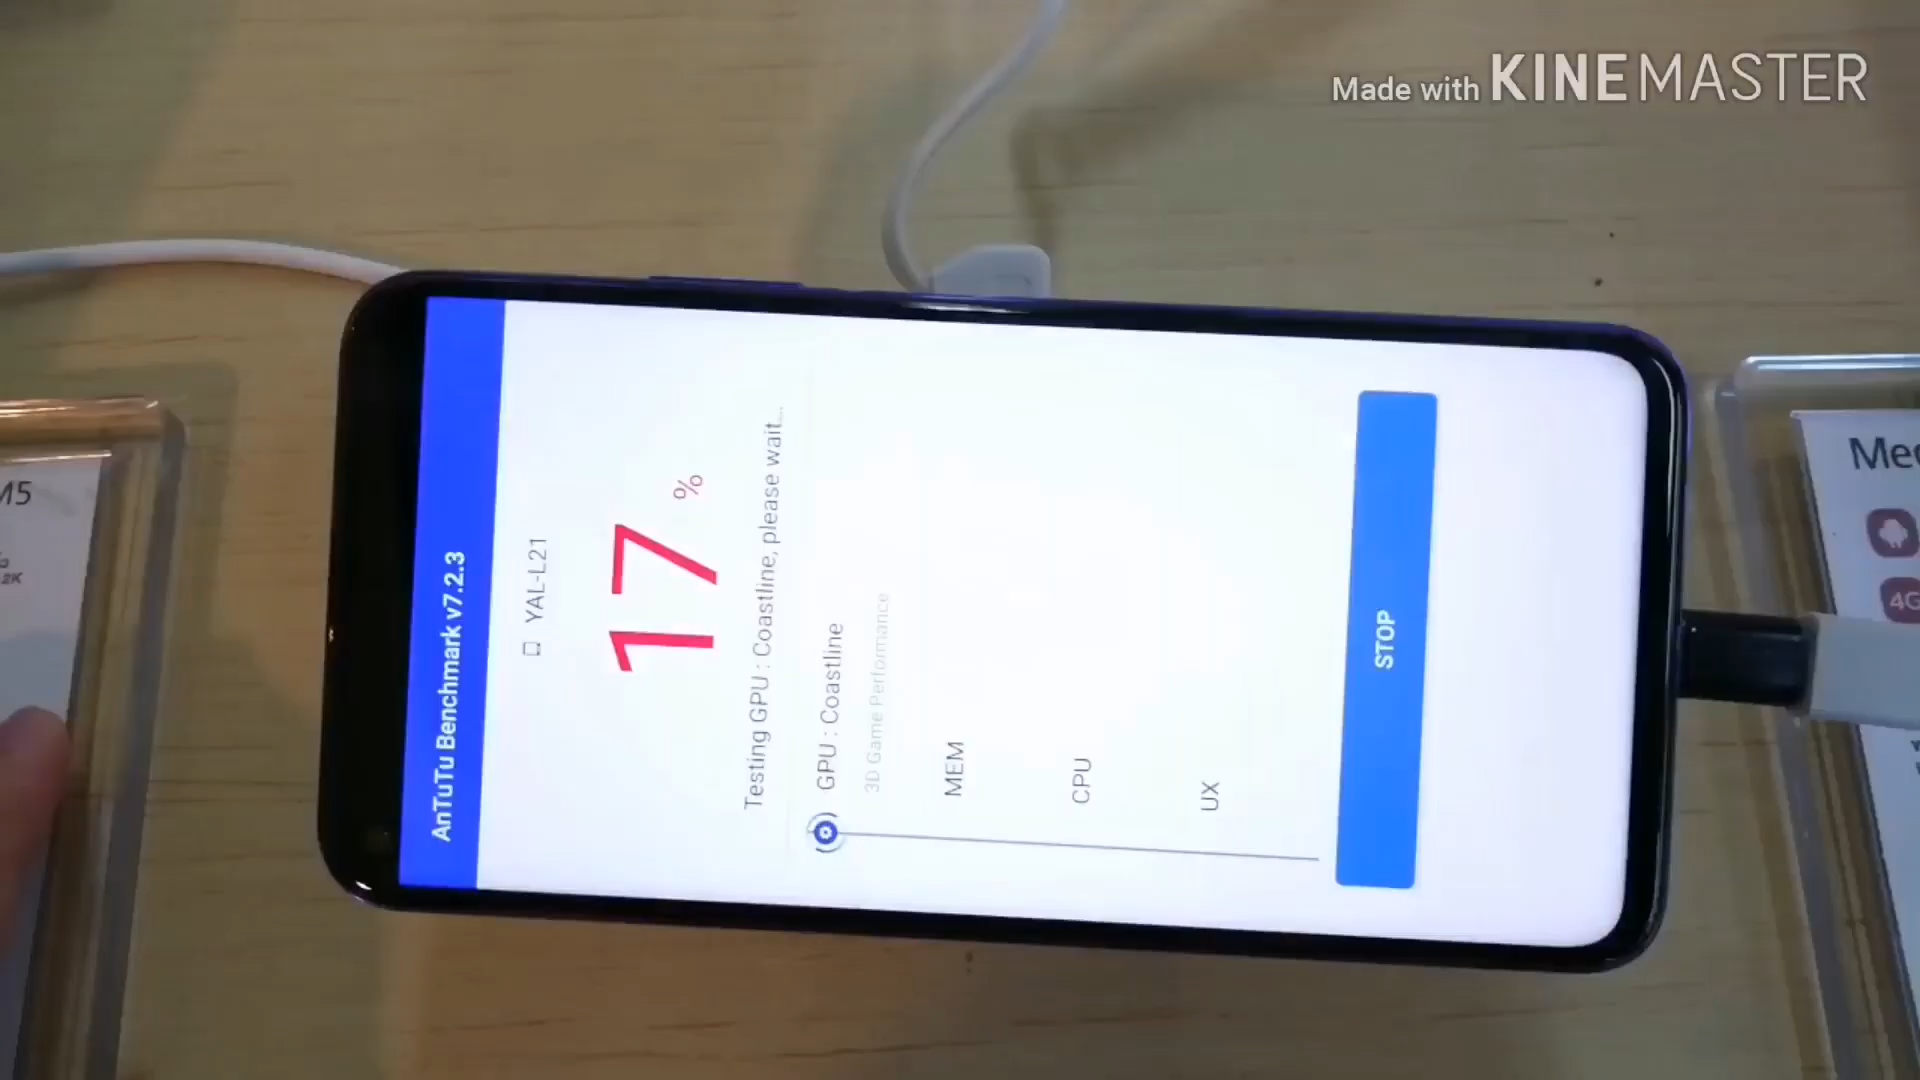 Made with KINEMASTER
AnTuTu Benchmark v7.2.3
YAL-L21
17 %
Testing GPU : Coastline, please wait...
GPU : Coastline
3D Game Performance
MEM
CPU
UX
STOP
M5
2K
4G